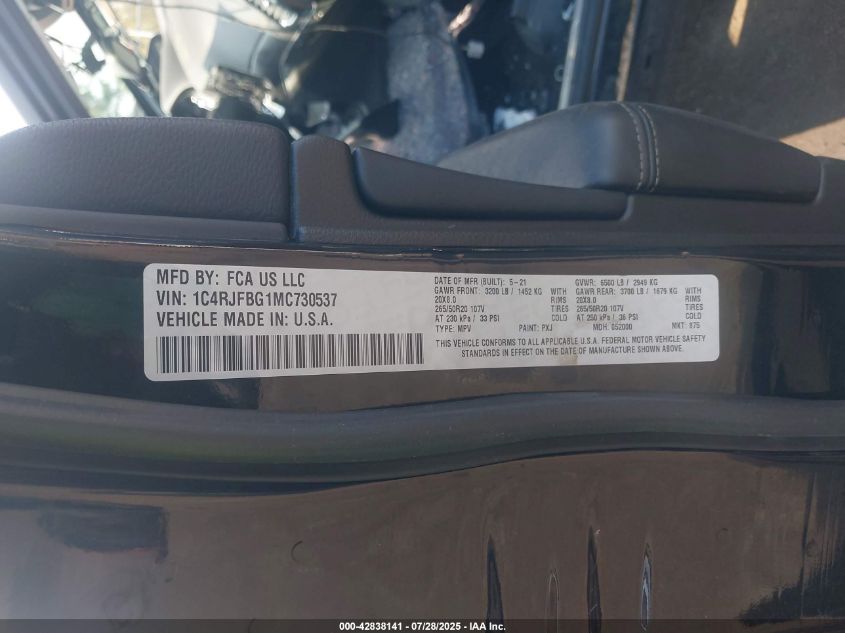 MFD BY: FCA US LLC
VIN: 1C4RJFBG1MC730537
VEHICLE MADE IN: U.S.A.
DATE OF MFR (BUILT): 5-21 GVWR: 6500 LB / 2949 KG
GAWR FRONT: 3200 LB / 1452 KG WITH GAWR REAR: 3700 LB / 1679 KG WITH
20X8.0 RIMS 20X8.0 RIMS
265/50R20 107V TIRES 265/50R20 107V TIRES
AT 230 kPa / 33 PSI COLD AT 250 kPa / 36 PSI COLD
TYPE: MPV PAINT: PXJ MDH: 052000 MKT: 875
THIS VEHICLE CONFORMS TO ALL APPLICABLE U.S.A. FEDERAL MOTOR VEHICLE SAFETY
STANDARDS IN EFFECT ON THE DATE OF MANUFACTURE SHOWN ABOVE.
000-42838141 - 07/28/2025 - IAA Inc.